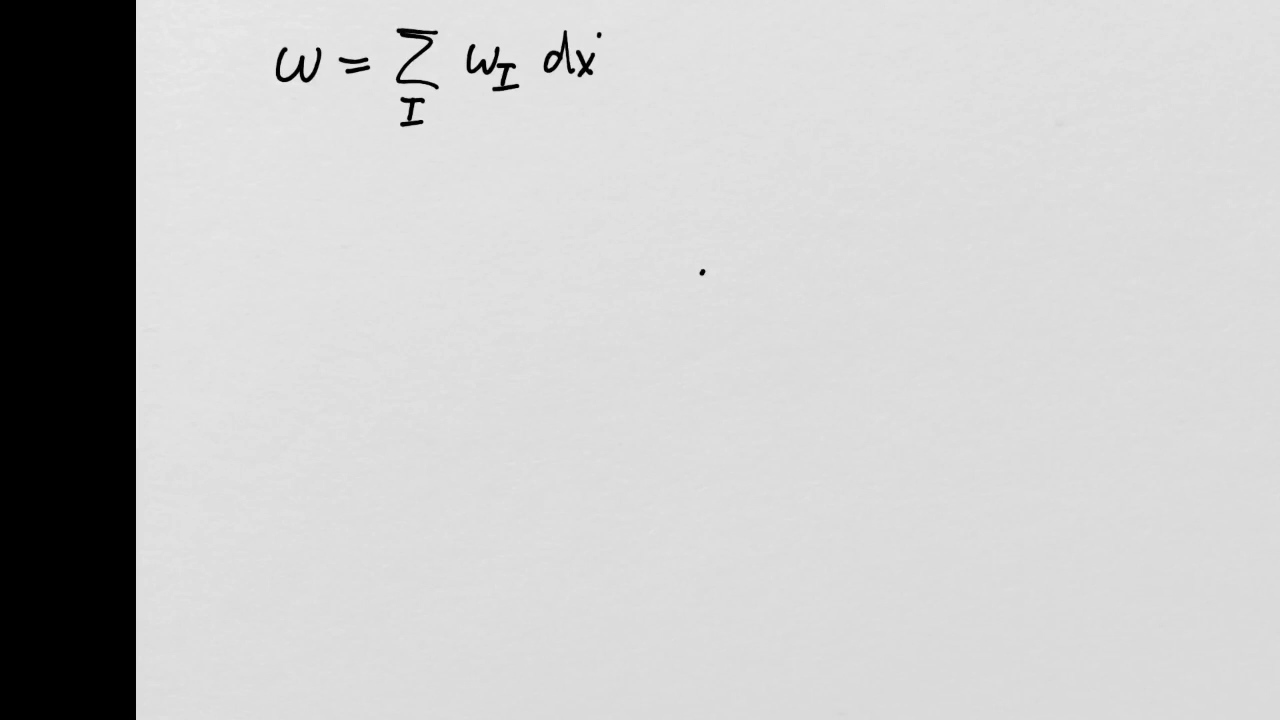 ω = ∑_I ω_I dx